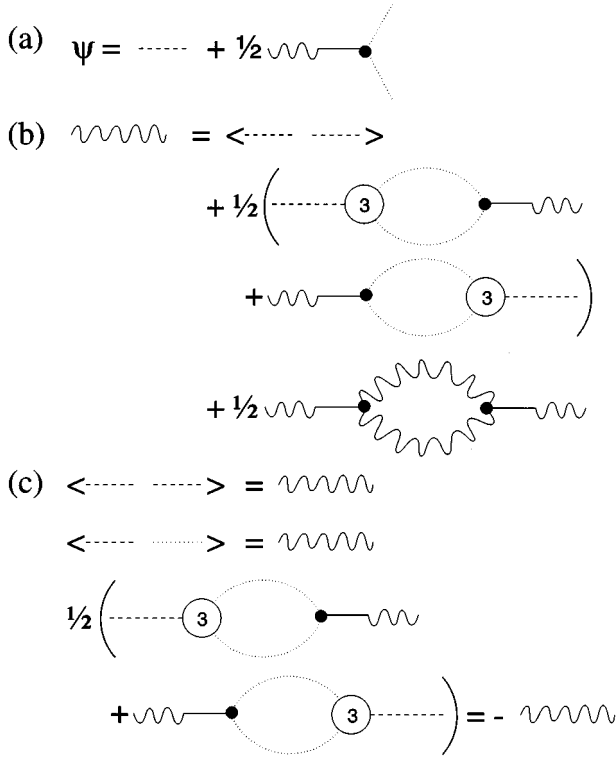 (a) ψ = + ½
(b) = < >
+ ½ ( 3
+ 3 )
+ ½
(c) < > =
< > =
½ ( 3
+ 3 ) = -